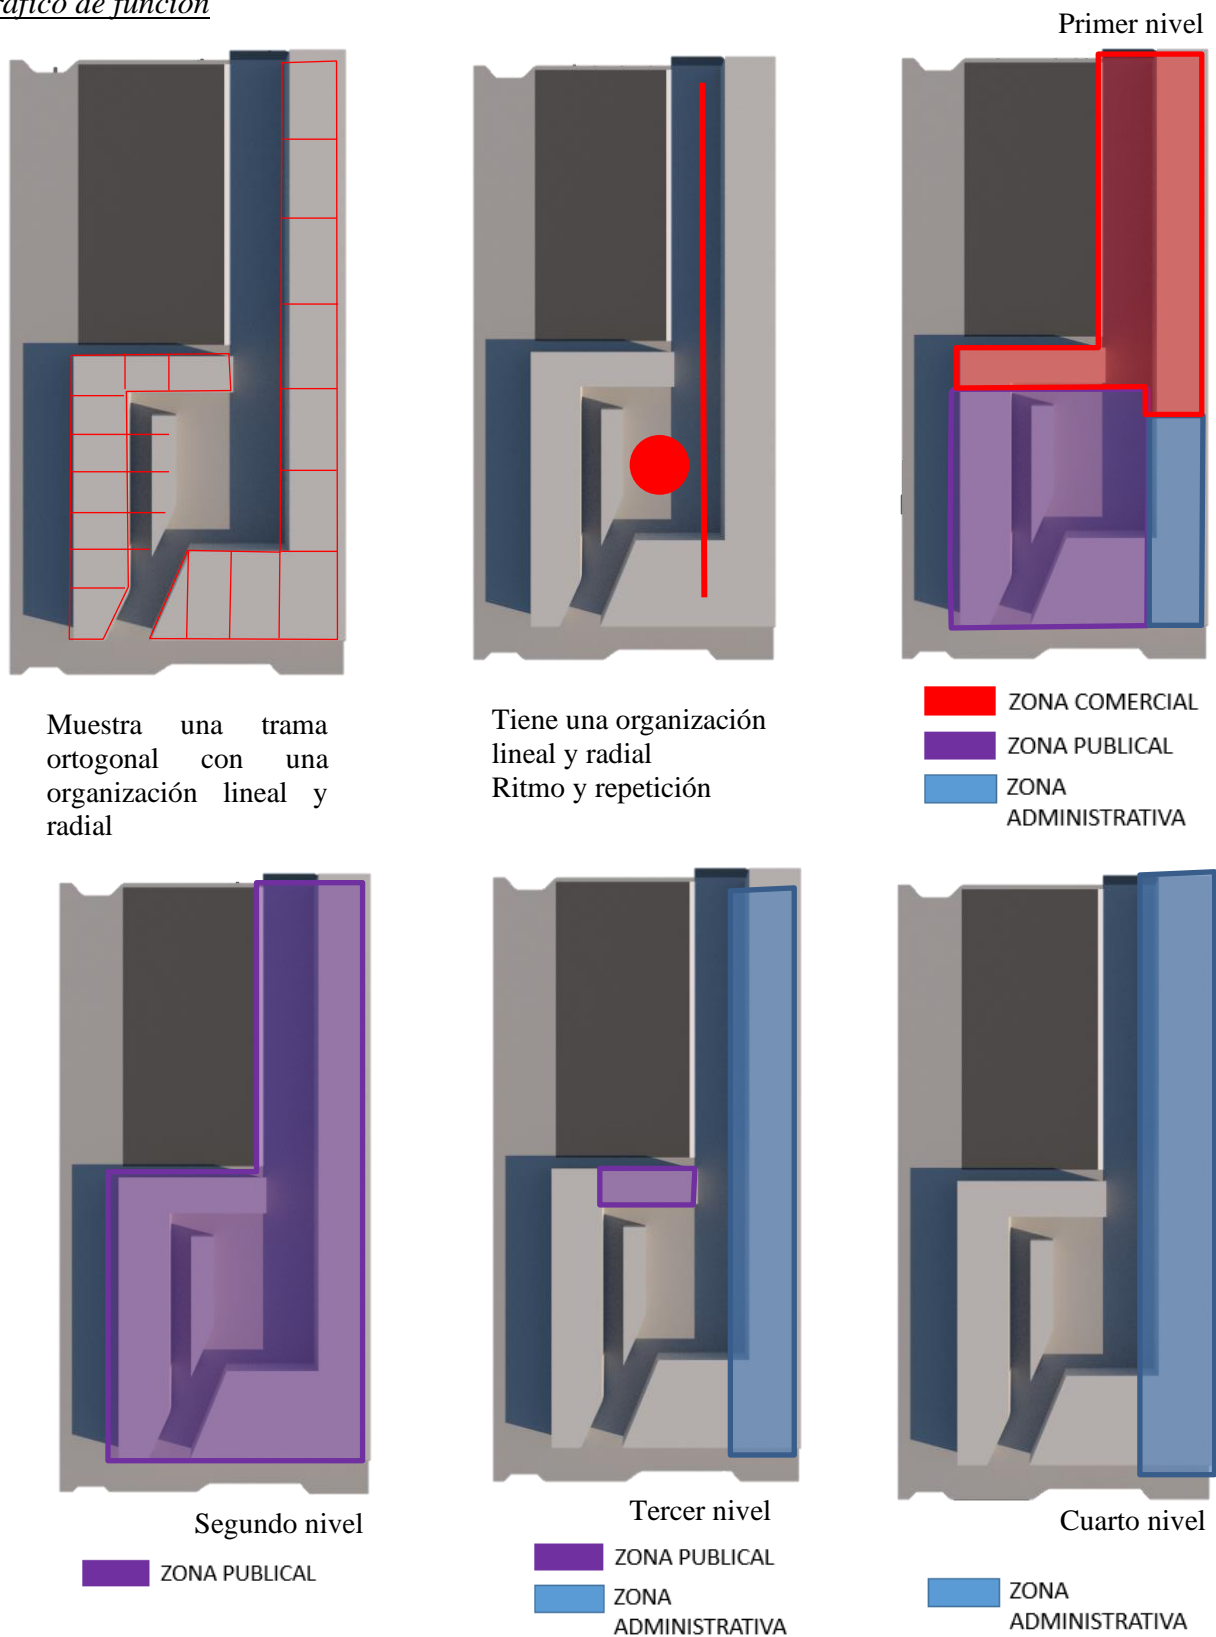 ráfico de función
Primer nivel
Muestra una trama
ortogonal con una
organización lineal y
radial
Tiene una organización
lineal y radial
Ritmo y repetición
ZONA COMERCIAL
ZONA PUBLICAL
ZONA
ADMINISTRATIVA
Segundo nivel
ZONA PUBLICAL
Tercer nivel
ZONA PUBLICAL
ZONA
ADMINISTRATIVA
Cuarto nivel
ZONA
ADMINISTRATIVA